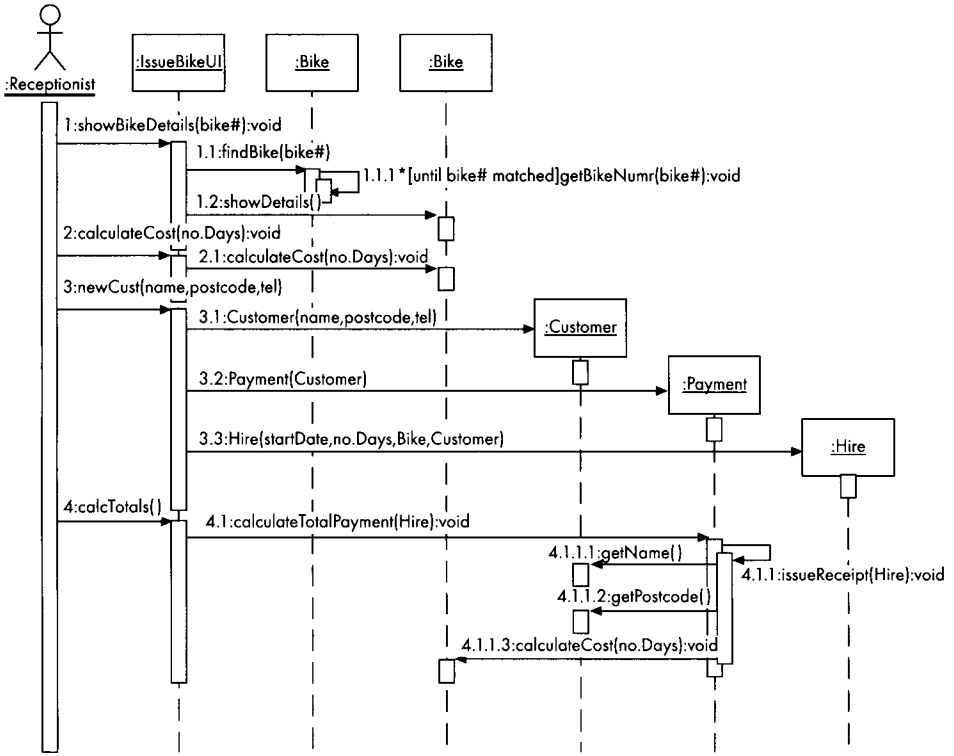 :Receptionist
:IssueBikeUI
:Bike
:Bike
1:showBikeDetails(bike#):void
1.1:findBike(bike#)
1.1.1 *[until bike# matched]getBikeNumr(bike#):void
1.2:showDetails()
2:calculateCost(no.Days):void
2.1:calculateCost(no.Days):void
3:newCust(name,postcode,tel)
3.1:Customer(name,postcode,tel)
:Customer
3.2:Payment(Customer)
:Payment
3.3:Hire(startDate,no.Days,Bike,Customer)
:Hire
4:calcTotals()
4.1:calculateTotalPayment(Hire):void
4.1.1.1:getName()
4.1.1:issueReceipt(Hire):void
4.1.1.2:getPostcode()
4.1.1.3:calculateCost(no.Days):void